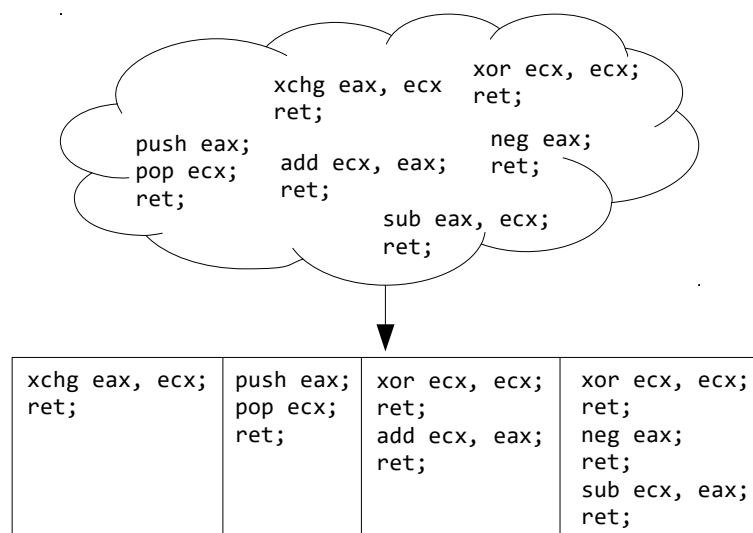 xchg eax, ecx
ret;
xor ecx, ecx;
ret;
push eax;
pop ecx;
ret;
add ecx, eax;
ret;
neg eax;
ret;
sub eax, ecx;
ret;
xchg eax, ecx;
ret;
push eax;
pop ecx;
ret;
xor ecx, ecx;
ret;
add ecx, eax;
ret;
xor ecx, ecx;
ret;
neg eax;
ret;
sub ecx, eax;
ret;